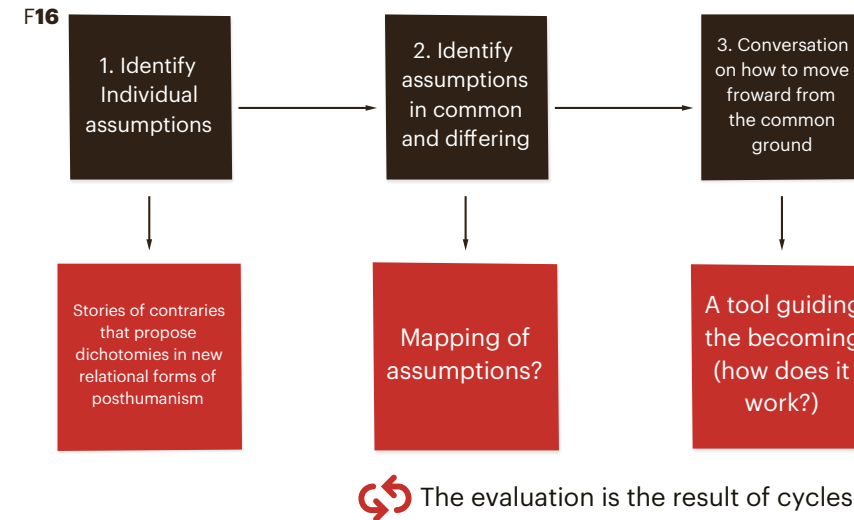 F16
1. Identify
Individual
assumptions
2. Identify
assumptions
in common
and differing
3. Conversation
on how to move
froward from
the common
ground
Stories of contraries
that propose
dichotomies in new
relational forms of
posthumanism
Mapping of
assumptions?
A tool guiding
the becoming
(how does it
work?)
The evaluation is the result of cycles